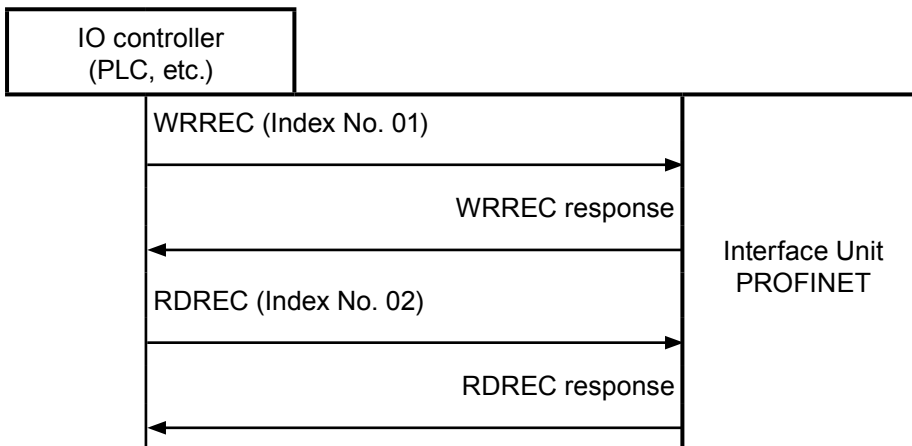 IO controller
(PLC, etc.)
WRREC (Index No. 01)
WRREC response
Interface Unit
PROFINET
RDREC (Index No. 02)
RDREC response